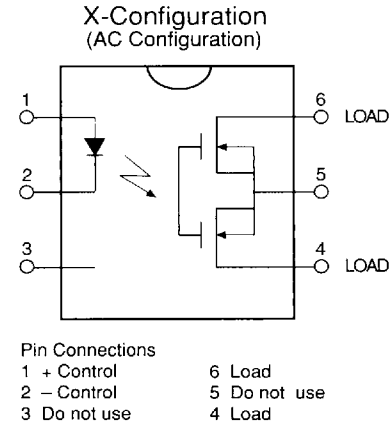 X-Configuration
(AC Configuration)
1
6 LOAD
2
5
3
4 LOAD
Pin Connections
1 + Control 6 Load
2 – Control 5 Do not use
3 Do not use 4 Load